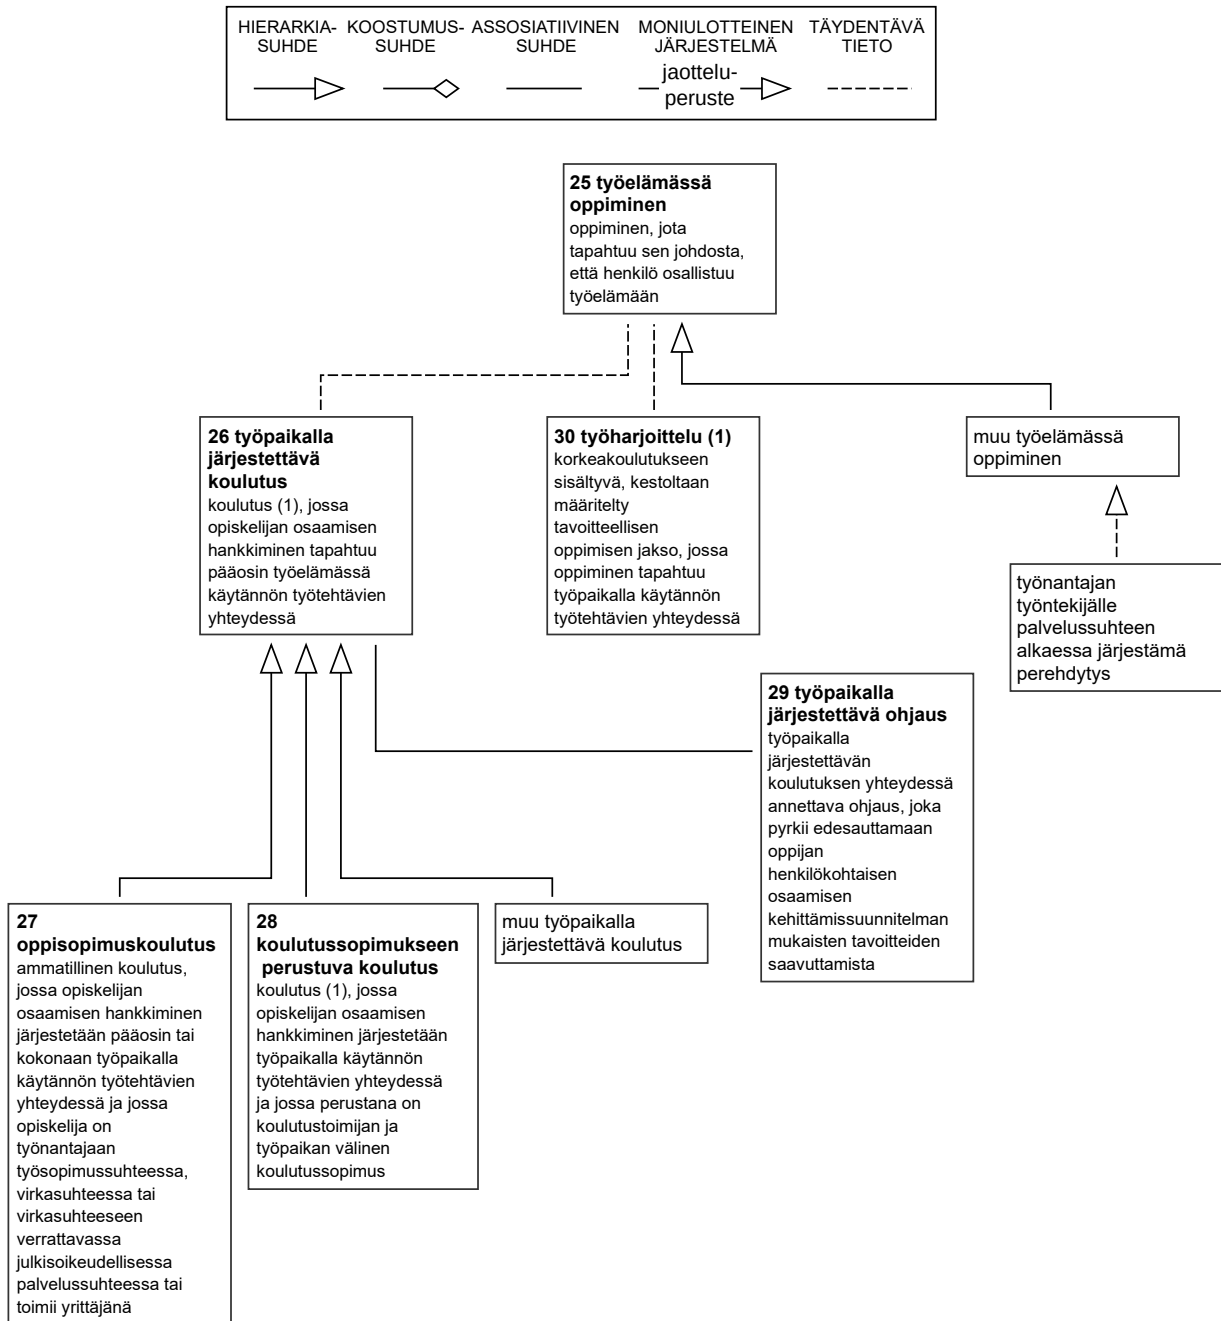 HIERARKIA-
SUHDE
KOOSTUMUS-
SUHDE
ASSOSIATIIVINEN
SUHDE
MONIULOTTEINEN
JÄRJESTELMÄ
jaottelu-
peruste
TÄYDENTÄVÄ
TIETO
25 työelämässä
oppiminen
oppiminen, jota
tapahtuu sen johdosta,
että henkilö osallistuu
työelämään
26 työpaikalla
järjestettävä
koulutus
koulutus (1), jossa
opiskelijan osaamisen
hankkiminen tapahtuu
pääosin työelämässä
käytännön työtehtävien
yhteydessä
30 työharjoittelu (1)
korkeakoulutukseen
sisältyvä, kestoltaan
määritelty
tavoitteellisen
oppimisen jakso, jossa
oppiminen tapahtuu
työpaikalla käytännön
työtehtävien yhteydessä
muu työelämässä
oppiminen
työnantajan
työntekijälle
palvelussuhteen
alkaessa järjestämä
perehdytys
29 työpaikalla
järjestettävä ohjaus
työpaikalla
järjestettävän
koulutuksen yhteydessä
annettava ohjaus, joka
pyrkii edesauttamaan
oppijan
henkilökohtaisen
osaamisen
kehittämissuunnitelman
mukaisten tavoitteiden
saavuttamista
27
oppisopimuskoulutus
ammatillinen koulutus,
jossa opiskelijan
osaamisen hankkiminen
järjestetään pääosin tai
kokonaan työpaikalla
käytännön työtehtävien
yhteydessä ja jossa
opiskelija on
työnantajaan
työsopimussuhteessa,
virkasuhteessa tai
virkasuhteeseen
verrattavassa
julkisoikeudellisessa
palvelussuhteessa tai
toimii yrittäjänä
28
koulutussopimukseen
perustuva koulutus
koulutus (1), jossa
opiskelijan osaamisen
hankkiminen järjestetään
työpaikalla käytännön
työtehtävien yhteydessä
ja jossa perustana on
koulutustoimijan ja
työpaikan välinen
koulutussopimus
muu työpaikalla
järjestettävä koulutus